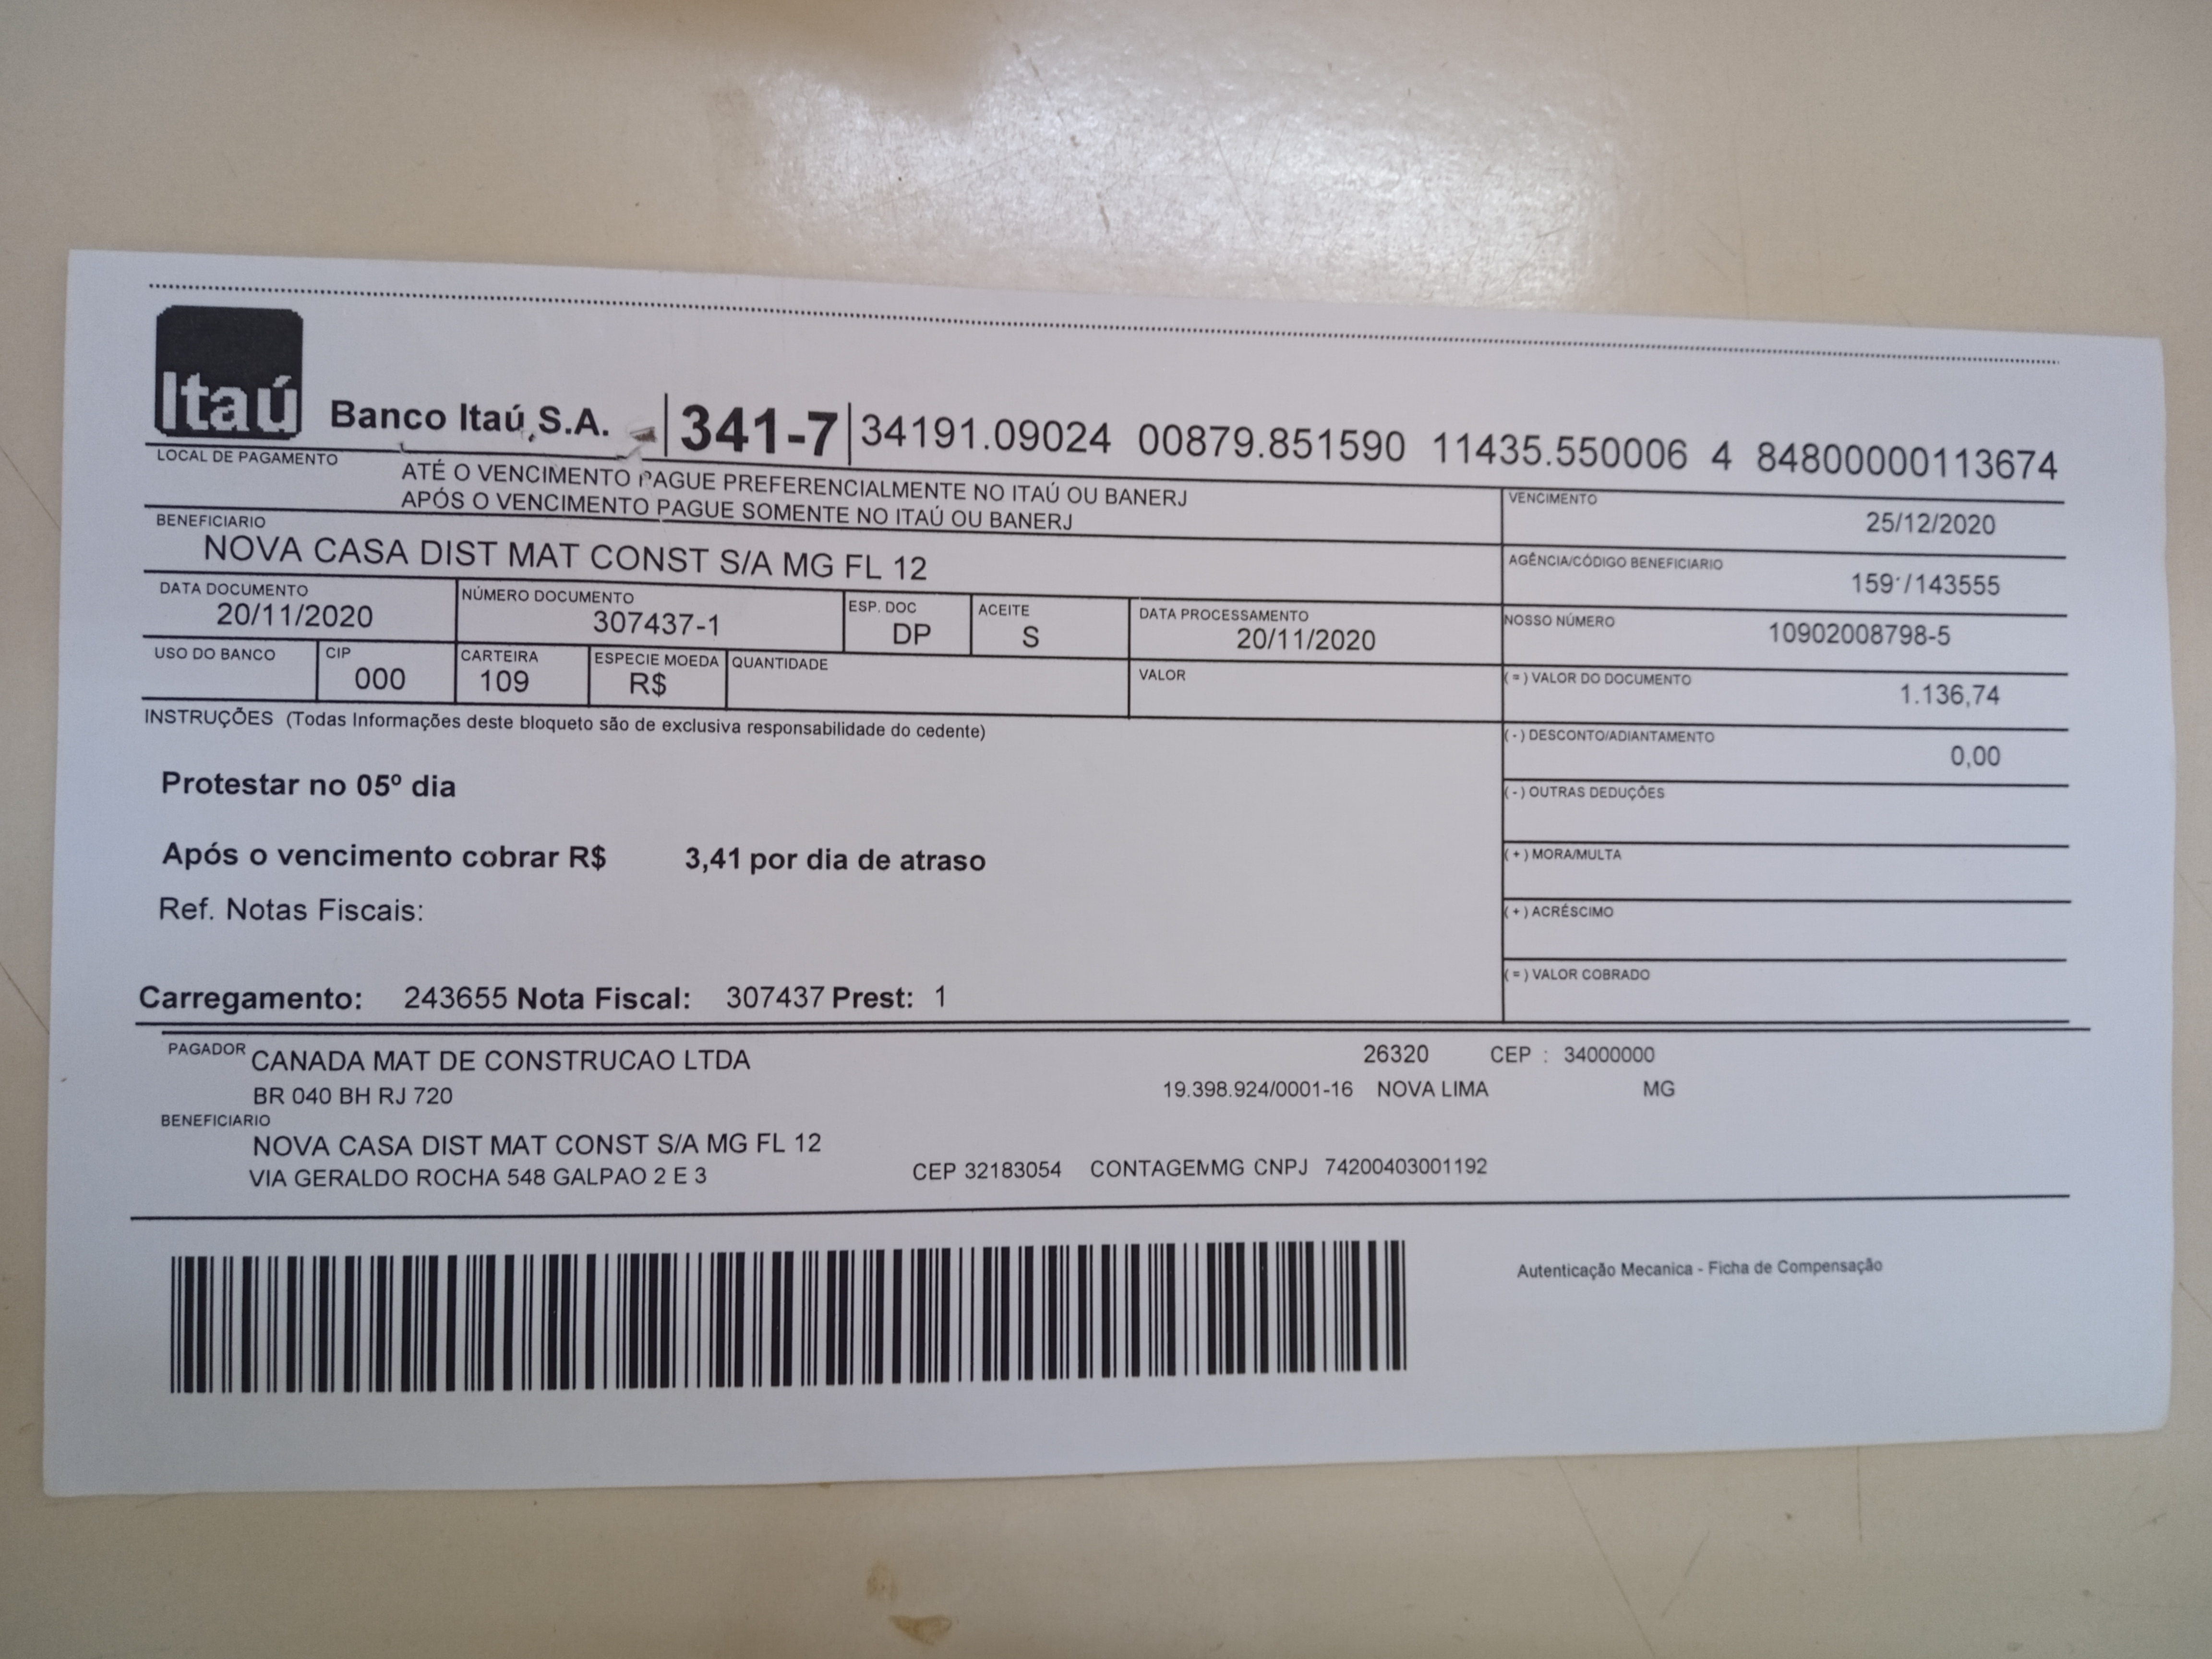 Itaú
Banco Itaú S.A. 341-7 34191.09024 00879.851590 11435.550006 4 84800000113674
LOCAL DE PAGAMENTO
ATÉ O VENCIMENTO PAGUE PREFERENCIALMENTE NO ITAÚ OU BANERJ
APÓS O VENCIMENTO PAGUE SOMENTE NO ITAÚ OU BANERJ
VENCIMENTO
25/12/2020
BENEFICIARIO
NOVA CASA DIST MAT CONST S/A MG FL 12
AGÊNCIA/CÓDIGO BENEFICIARIO
/143555
DATA DOCUMENTO
20/11/2020
NÚMERO DOCUMENTO
307437-1
ESP. DOC
DP
ACEITE
S
DATA PROCESSAMENTO
20/11/2020
NOSSO NÚMERO
10902008798-5
USO DO BANCO
CIP
000
CARTEIRA
109
ESPECIE MOEDA
R$
QUANTIDADE
VALOR
(=) VALOR DO DOCUMENTO
1.136,74
INSTRUÇÕES (Todas Informações deste bloqueto são de exclusiva responsabilidade do cedente)
(-) DESCONTO/ADIANTAMENTO
0,00
Protestar no 05º dia
(-) OUTRAS DEDUÇÕES
Após o vencimento cobrar R$ 3,41 por dia de atraso
(+) MORA/MULTA
Ref. Notas Fiscais:
(+) ACRÉSCIMO
(=) VALOR COBRADO
Carregamento: 243655 Nota Fiscal: 307437 Prest: 1
PAGADOR CANADA MAT DE CONSTRUCAO LTDA 26320 CEP : 34000000
BR 040 BH RJ 720 19.398.924/0001-16 NOVA LIMA MG
BENEFICIARIO
NOVA CASA DIST MAT CONST S/A MG FL 12
VIA GERALDO ROCHA 548 GALPAO 2 E 3 CEP 32183054 CONTAGEMMG CNPJ 74200403001192
Autenticação Mecanica - Ficha de Compensação